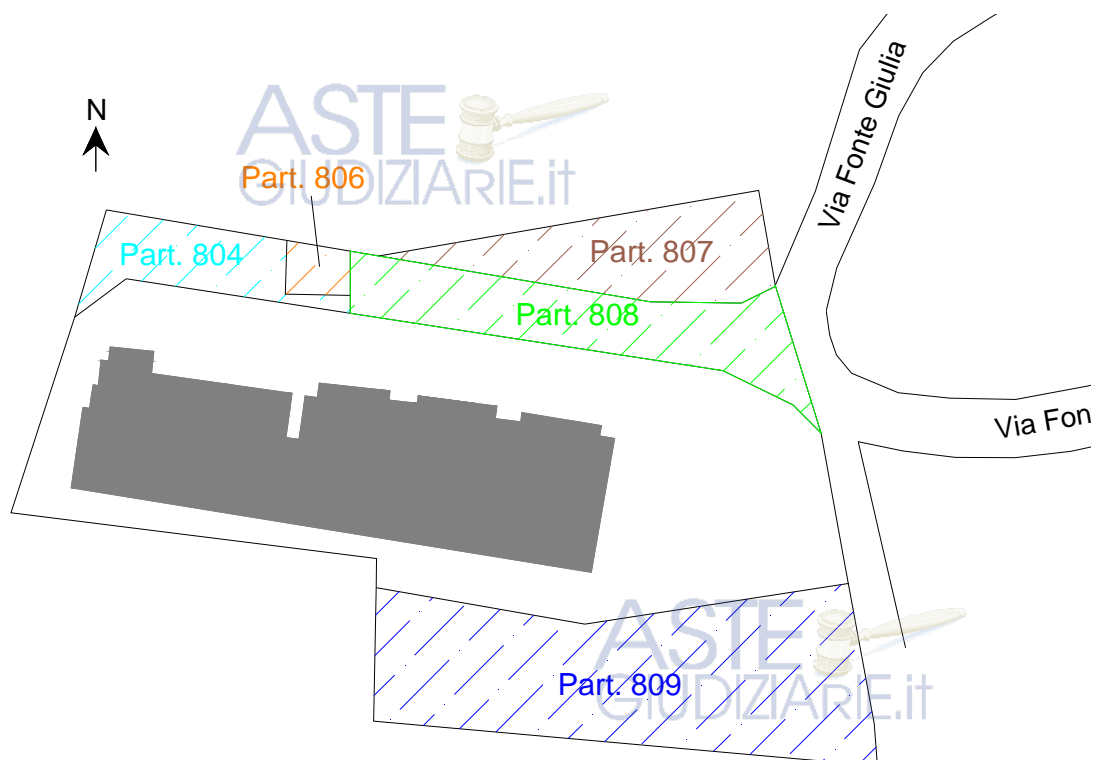 Via Fonte Giulia
N
ASTE
GIUDIZIARIE.it
Part. 806
Part. 804
Part. 807
Part. 808
Via Fon
ASTE
GIUDIZIARIE.it
Part. 809